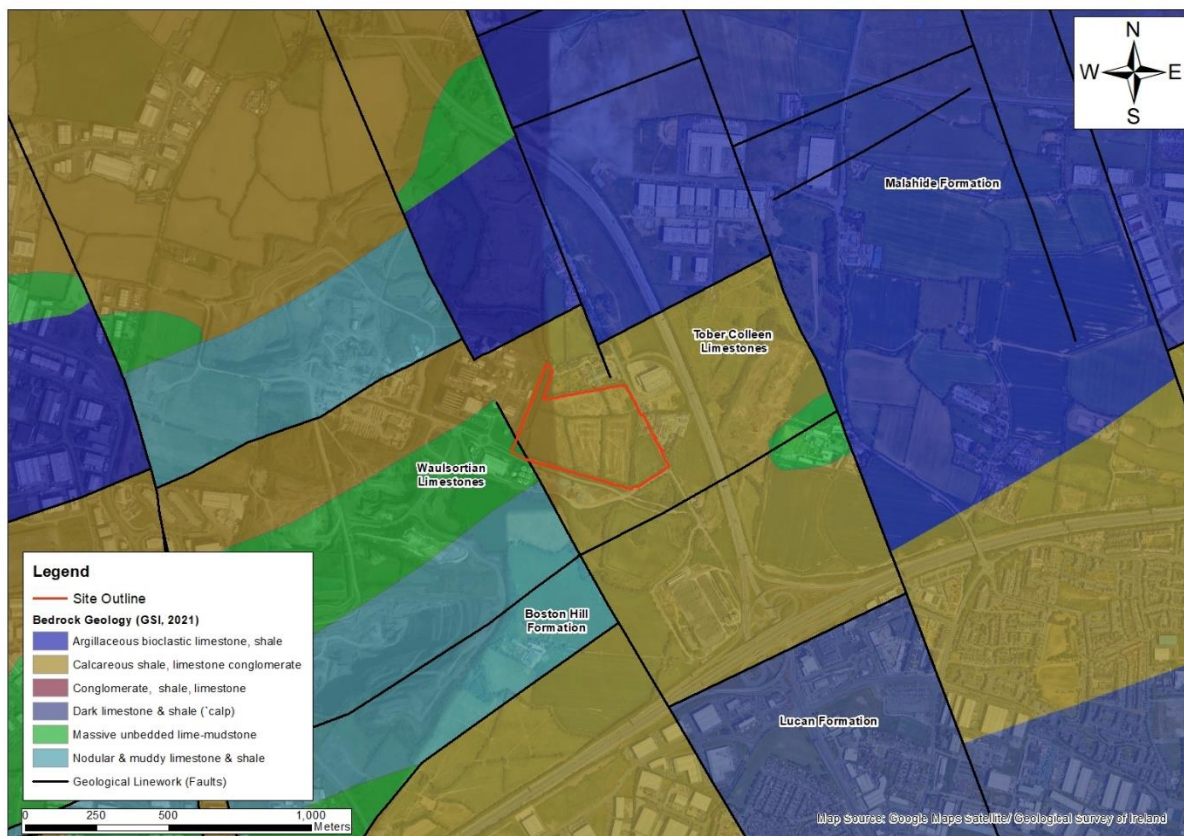 N
W E
S
Malahide Formation
Tober Colleen
Limestones
Waulsortian
Limestones
Boston Hill
Formation
Lucan Formation
Legend
Site Outline
Bedrock Geology (GSI, 2021)
Argillaceous bioclastic limestone, shale
Calcareous shale, limestone conglomerate
Conglomerate, shale, limestone
Dark limestone & shale (`calp)
Massive unbedded lime-mudstone
Nodular & muddy limestone & shale
Geological Linework (Faults)
0 250 500 1,000
Meters
Map Source: Google Maps Satellite/ Geological Survey of Ireland